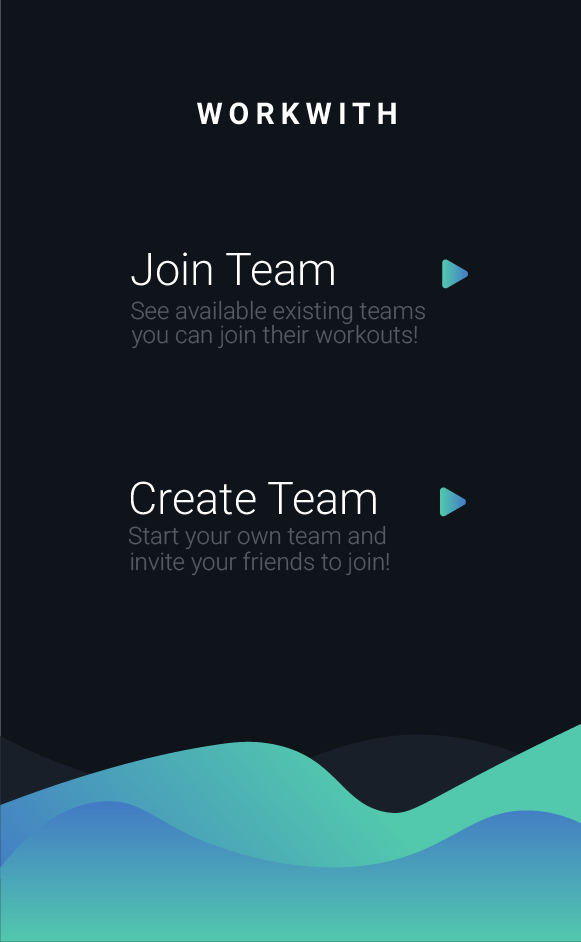 WORKWITH
Join Team
See available existing teams
you can join their workouts!
Create Team
Start your own team and
invite your friends to join!